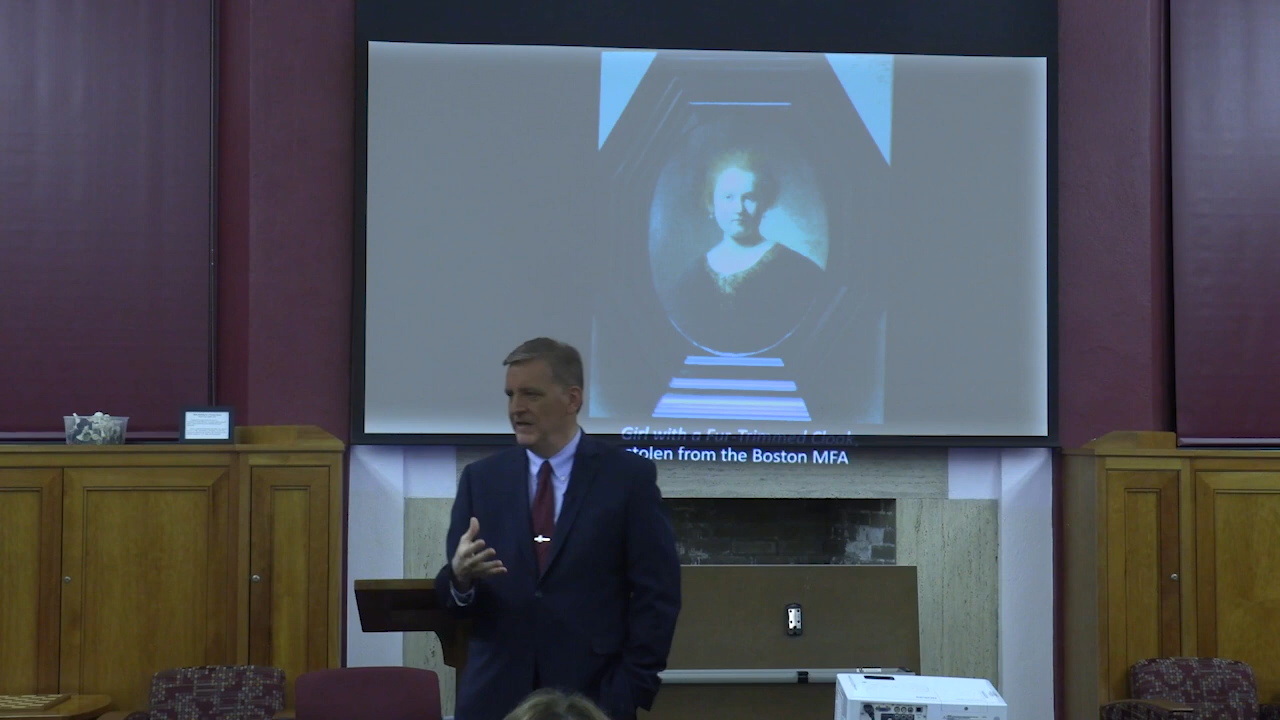 Girl with a Fur-Trimmed Cloak,
stolen from the Boston MFA